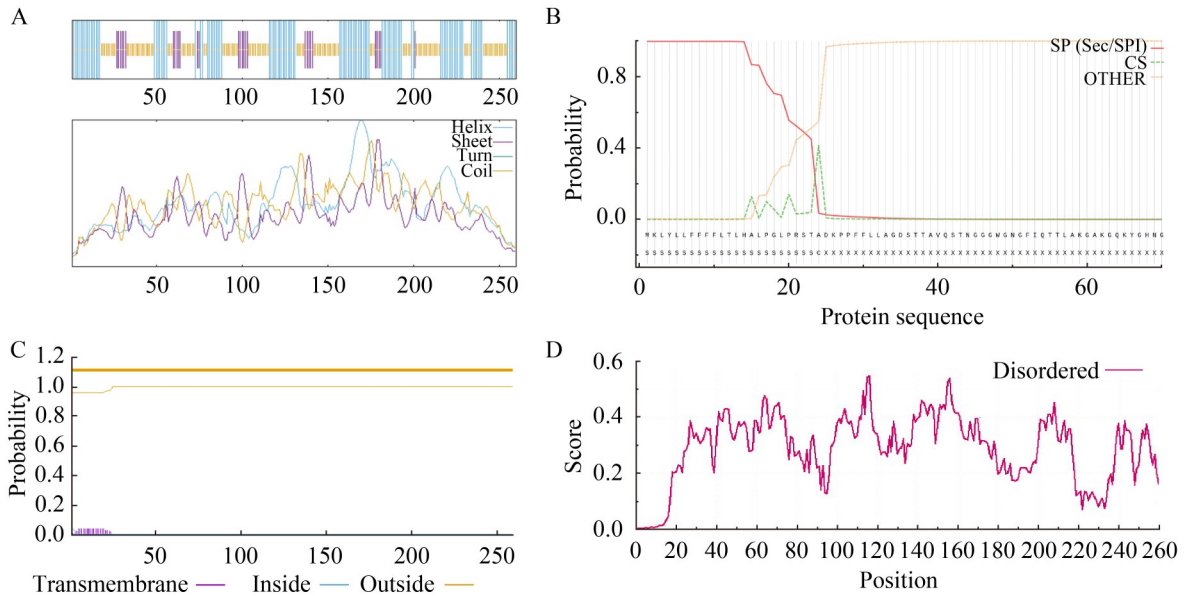 A
50 100 150 200 250
Helix
Sheet
Turn
Coil
50 100 150 200 250
B
SP (Sec/SPI)
CS
OTHER
Probability
0.8
0.4
0.0
MKLYLLFFFFLTLHALPGLPRSTADKPPFFLLAGDSTTAVQSTNGGGWGNGFIQTTLAKGAKGQKYGHNG
SSSSSSSSSSSSSSSSSSSSSSSSXXXXXXXXXXXXXXXXXXXXXXXXXXXXXXXXXXXXXXXXXXXXXX
0 20 40 60
Protein sequence
C
Probability
1.2
1.0
0.8
0.6
0.4
0.2
0.0
50 100 150 200 250
Transmembrane Inside Outside
D
Disordered
Score
0.6
0.4
0.2
0.0
0 20 40 60 80 100 120 140 160 180 200 220 240 260
Position